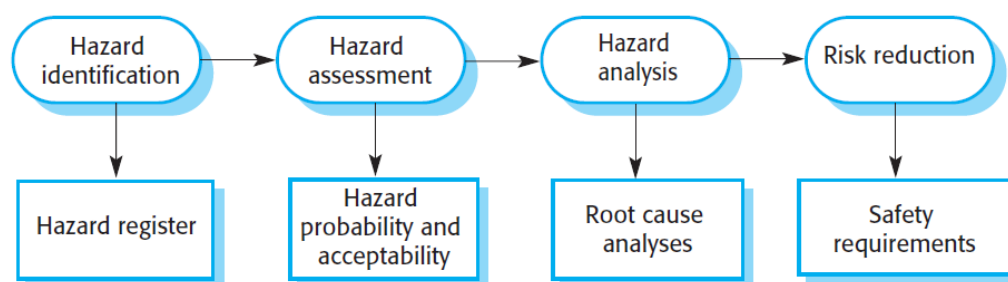 Hazard
identification
Hazard
assessment
Hazard
analysis
Risk reduction
Hazard register
Hazard
probability and
acceptability
Root cause
analyses
Safety
requirements